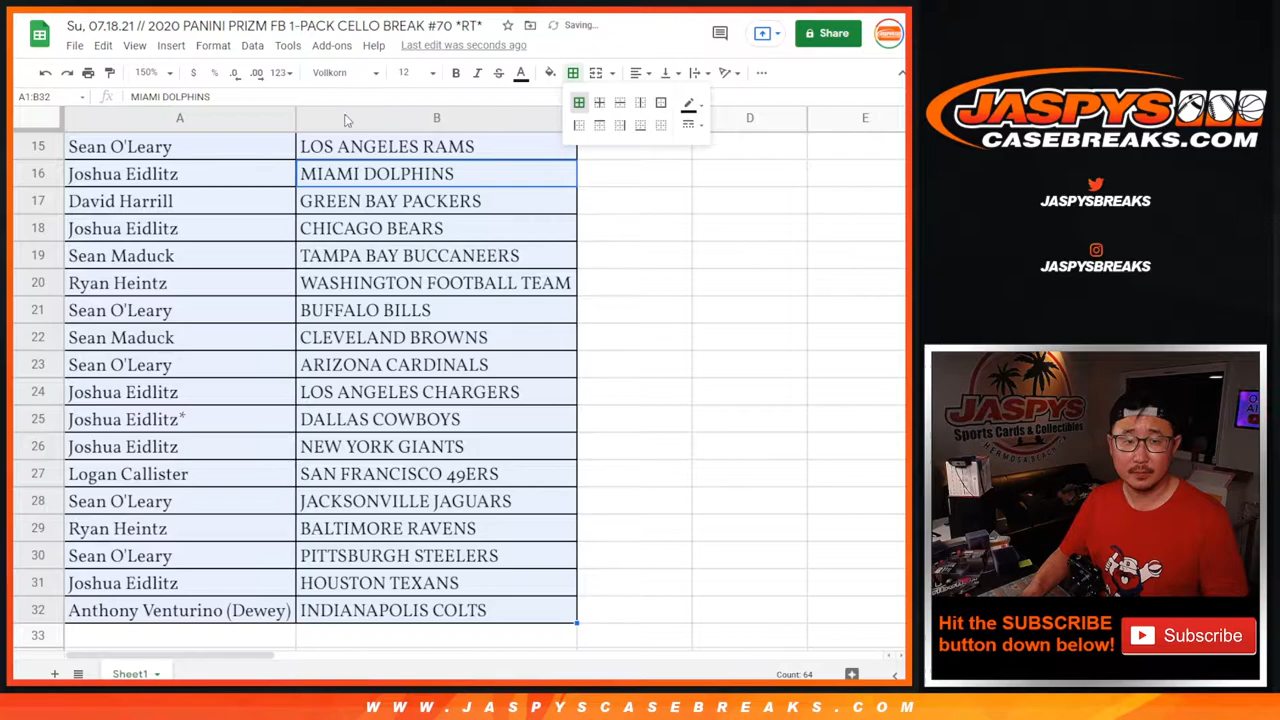 Su, 07.18.21 // 2020 PANINI PRIZM FB 1-PACK CELLO BREAK #70 *RT*
Saving...
File Edit View Insert Format Data Tools Add-ons Help Last edit was seconds ago
Share
150% $ % .0 .00 123 Vollkorn 12 B I S A
A1:B32 fx MIAMI DOLPHINS
A B D E
15 Sean O'Leary LOS ANGELES RAMS
16 Joshua Eidlitz MIAMI DOLPHINS
17 David Harrill GREEN BAY PACKERS
18 Joshua Eidlitz CHICAGO BEARS
19 Sean Maduck TAMPA BAY BUCCANEERS
20 Ryan Heintz WASHINGTON FOOTBALL TEAM
21 Sean O'Leary BUFFALO BILLS
22 Sean Maduck CLEVELAND BROWNS
23 Sean O'Leary ARIZONA CARDINALS
24 Joshua Eidlitz LOS ANGELES CHARGERS
25 Joshua Eidlitz* DALLAS COWBOYS
26 Joshua Eidlitz NEW YORK GIANTS
27 Logan Callister SAN FRANCISCO 49ERS
28 Sean O'Leary JACKSONVILLE JAGUARS
29 Ryan Heintz BALTIMORE RAVENS
30 Sean O'Leary PITTSBURGH STEELERS
31 Joshua Eidlitz HOUSTON TEXANS
32 Anthony Venturino (Dewey) INDIANAPOLIS COLTS
33
Sheet1
Count: 64
JASPYS
CASEBREAKS.COM
JASPYSBREAKS
JASPYSBREAKS
JASPYS
Sports Cards & Collectibles
HERMOSA BEACH
Hit the SUBSCRIBE
button down below!
Subscribe
WWW.JASPYSCASEBREAKS.COM